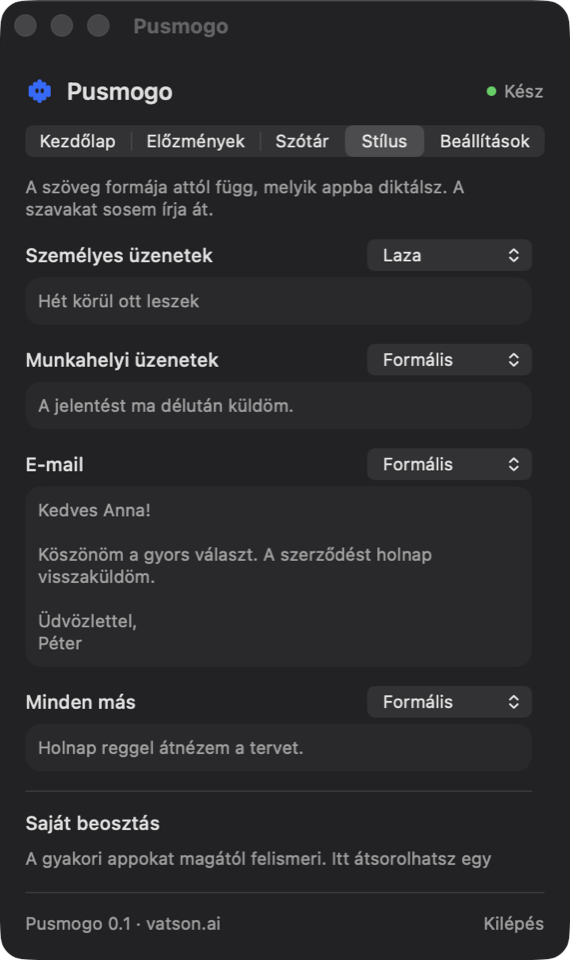 Pusmogo
Pusmogo
Kész
Kezdőlap Előzmények Szótár Stílus Beállítások
A szöveg formája attól függ, melyik appba diktálsz. A
szavakat sosem írja át.
Személyes üzenetek Laza
Hét körül ott leszek
Munkahelyi üzenetek Formális
A jelentést ma délután küldöm.
E-mail Formális
Kedves Anna!
Köszönöm a gyors választ. A szerződést holnap
visszaküldöm.
Üdvözlettel,
Péter
Minden más Formális
Holnap reggel átnézem a tervet.
Saját beosztás
A gyakori appokat magától felismeri. Itt átsorolhatsz egy
Pusmogo 0.1 · vatson.ai Kilépés